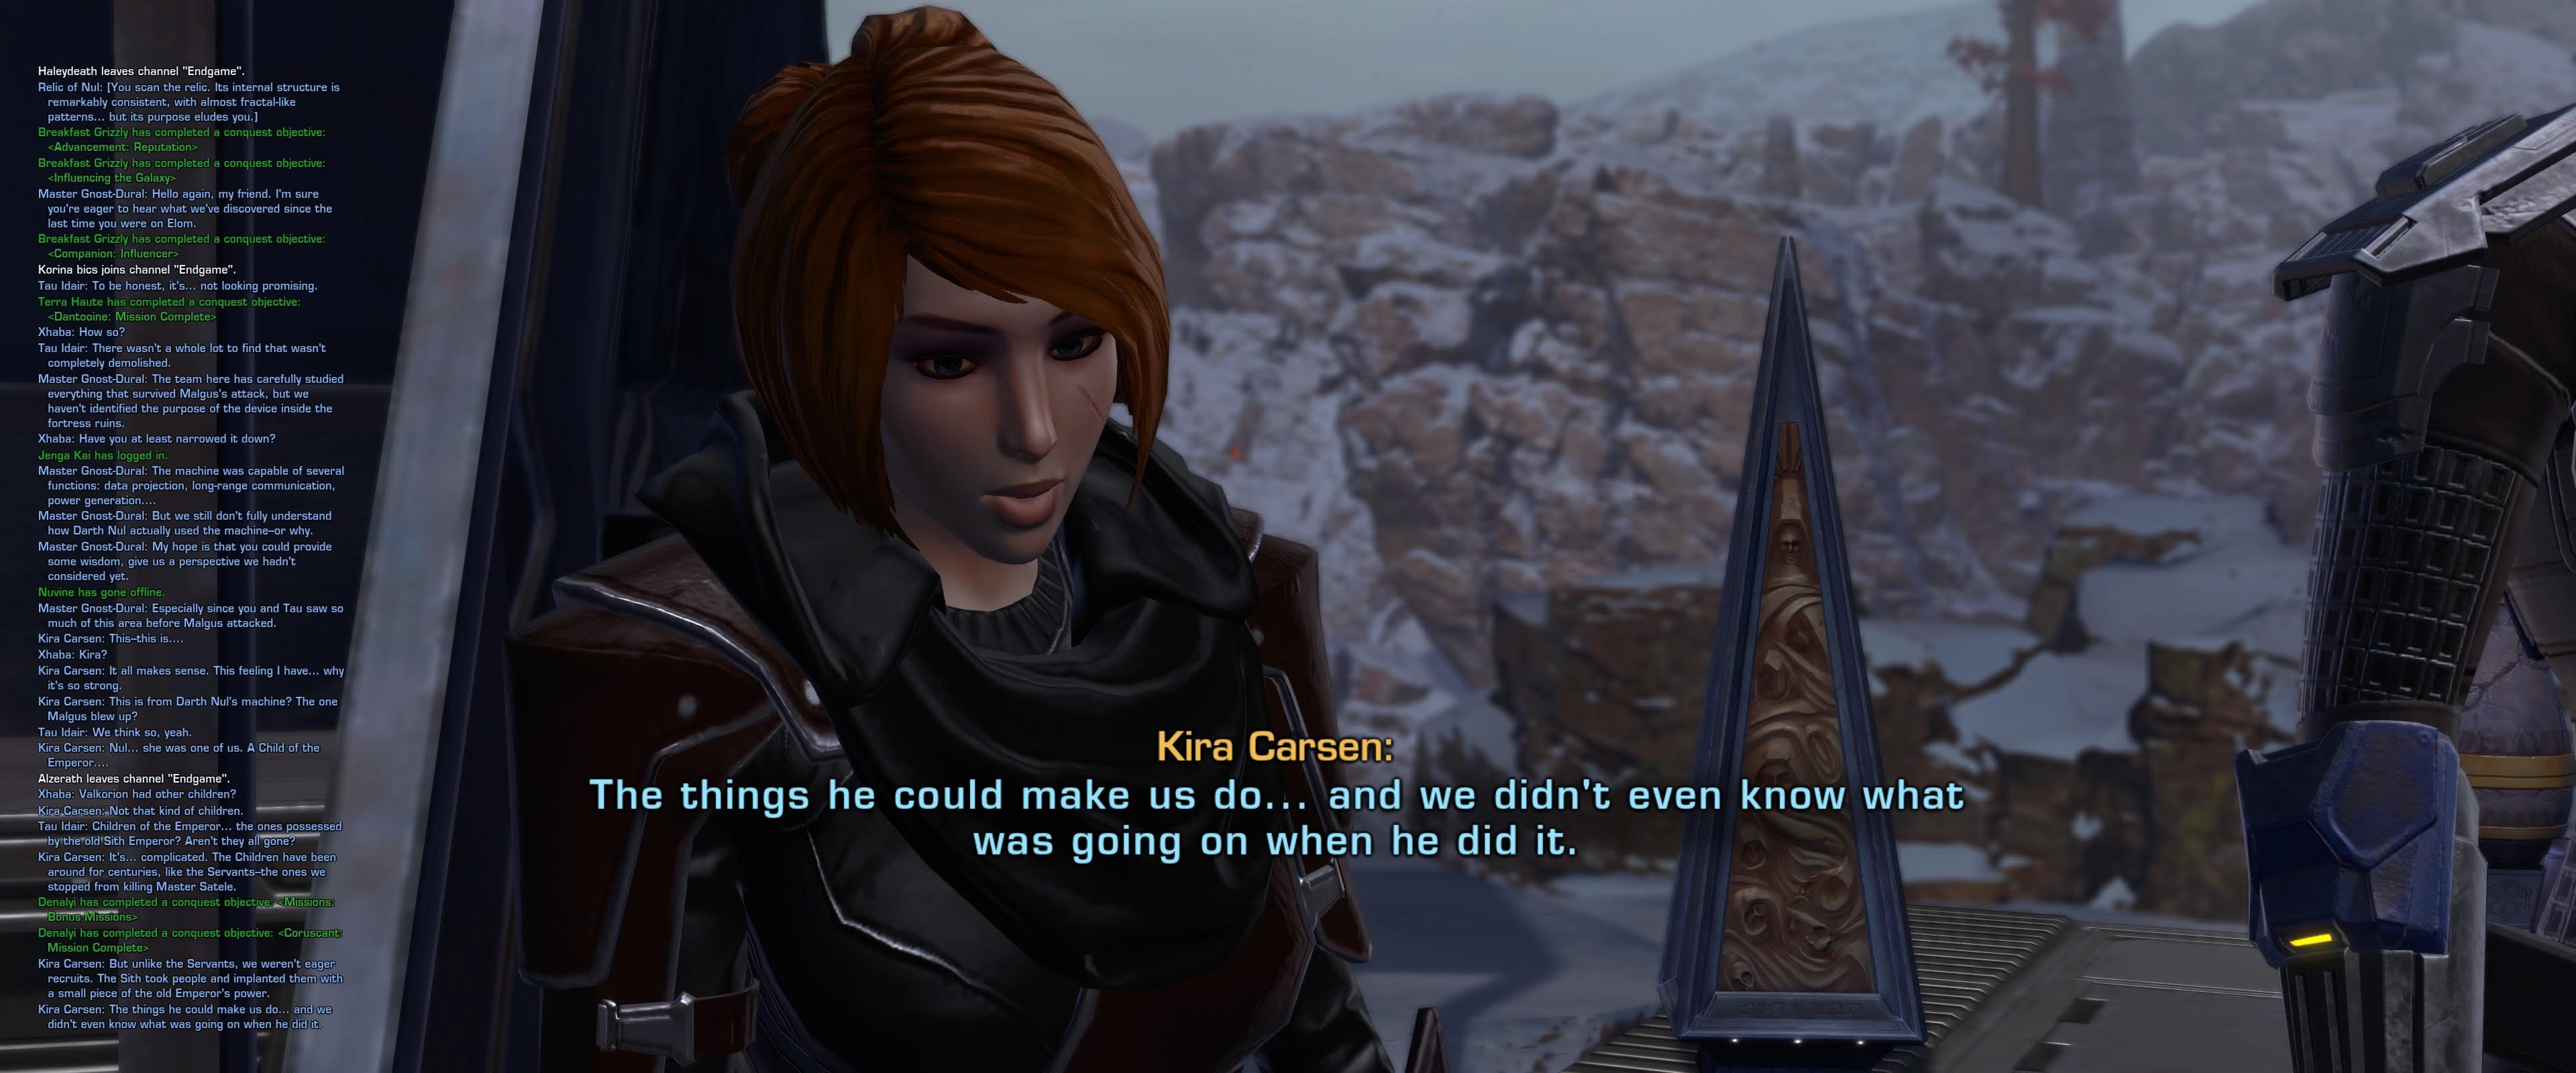 Haleydeath leaves channel "Endgame".
Relic of Nul: [You scan the relic. Its internal structure is
remarkably consistent, with almost fractal-like
patterns... but its purpose eludes you.]
Breakfast Grizzly has completed a conquest objective:
<Advancement: Reputation>
Breakfast Grizzly has completed a conquest objective:
<Influencing the Galaxy>
Master Gnost-Dural: Hello again, my friend. I'm sure
you're eager to hear what we've discovered since the
last time you were on Elom.
Breakfast Grizzly has completed a conquest objective:
<Companion: Influencer>
Korina bics joins channel "Endgame".
Tau Idair: To be honest, it's... not looking promising.
Terra Haute has completed a conquest objective:
<Dantooine: Mission Complete>
Xhaba: How so?
Tau Idair: There wasn't a whole lot to find that wasn't
completely demolished.
Master Gnost-Dural: The team here has carefully studied
everything that survived Malgus's attack, but we
haven't identified the purpose of the device inside the
fortress ruins.
Xhaba: Have you at least narrowed it down?
Jenga Kai has logged in.
Master Gnost-Dural: The machine was capable of several
functions: data projection, long-range communication,
power generation....
Master Gnost-Dural: But we still don't fully understand
how Darth Nul actually used the machine–or why.
Master Gnost-Dural: My hope is that you could provide
some wisdom, give us a perspective we hadn't
considered yet.
Nuvine has gone offline.
Master Gnost-Dural: Especially since you and Tau saw so
much of this area before Malgus attacked.
Kira Carsen: This–this is....
Xhaba: Kira?
Kira Carsen: It all makes sense. This feeling I have... why
it's so strong.
Kira Carsen: This is from Darth Nul's machine? The one
Malgus blew up?
Tau Idair: We think so, yeah.
Kira Carsen: Nul... she was one of us. A Child of the
Emperor....
Alzerath leaves channel "Endgame".
Xhaba: Valkorion had other children?
Kira Carsen: Not that kind of children.
Tau Idair: Children of the Emperor... the ones possessed
by the old Sith Emperor? Aren't they all gone?
Kira Carsen: It's... complicated. The Children have been
around for centuries, like the Servants–the ones we
stopped from killing Master Satele.
Denalyi has completed a conquest objective: <Missions:
Bonus Missions>
Denalyi has completed a conquest objective: <Coruscant:
Mission Complete>
Kira Carsen: But unlike the Servants, we weren't eager
recruits. The Sith took people and implanted them with
a small piece of the old Emperor's power.
Kira Carsen: The things he could make us do... and we
didn't even know what was going on when he did it.
Kira Carsen:
The things he could make us do... and we didn't even know what
was going on when he did it.